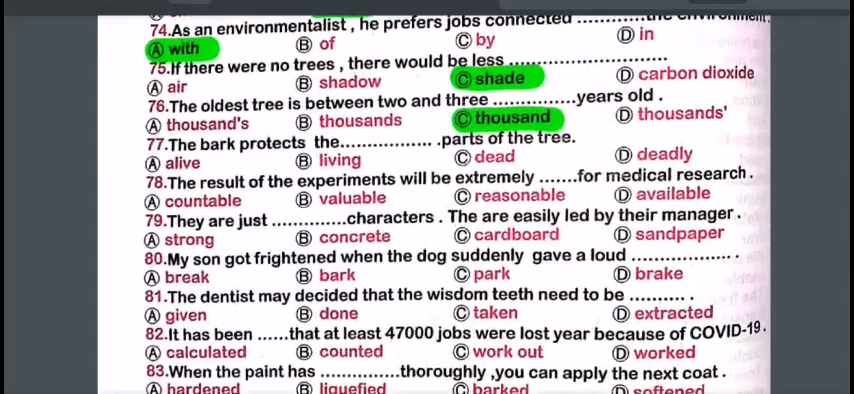 74.As an environmentalist , he prefers jobs connected ............the environment.
Ⓐ with Ⓑ of Ⓒ by Ⓓ in
75.If there were no trees , there would be less ...........................
Ⓐ air Ⓑ shadow Ⓒ shade Ⓓ carbon dioxide
76.The oldest tree is between two and three ..............years old .
Ⓐ thousand's Ⓑ thousands Ⓒ thousand Ⓓ thousands'
77.The bark protects the................. .parts of the tree.
Ⓐ alive Ⓑ living Ⓒ dead Ⓓ deadly
78.The result of the experiments will be extremely .......for medical research.
Ⓐ countable Ⓑ valuable Ⓒ reasonable Ⓓ available
79.They are just .............characters . The are easily led by their manager.
Ⓐ strong Ⓑ concrete Ⓒ cardboard Ⓓ sandpaper
80.My son got frightened when the dog suddenly gave a loud ................... .
Ⓐ break Ⓑ bark Ⓒ park Ⓓ brake
81.The dentist may decided that the wisdom teeth need to be .......... .
Ⓐ given Ⓑ done Ⓒ taken Ⓓ extracted
82.It has been ......that at least 47000 jobs were lost year because of COVID-19.
Ⓐ calculated Ⓑ counted Ⓒ work out Ⓓ worked
83.When the paint has ..............thoroughly ,you can apply the next coat .
Ⓐ hardened Ⓑ liquefied Ⓒ barked Ⓓ softened